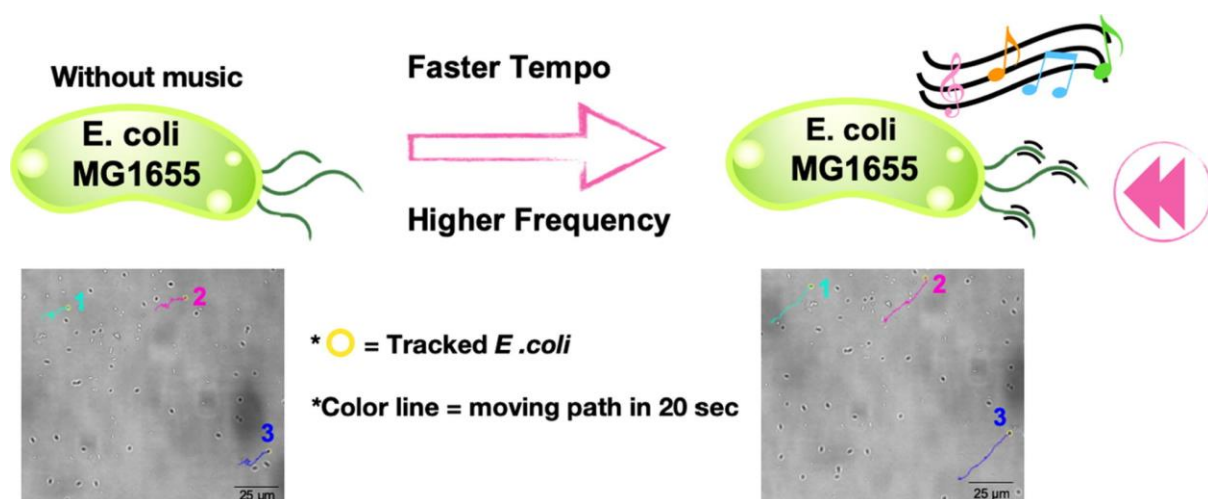 Without music
E. coli
MG1655
Faster Tempo
Higher Frequency
E. coli
MG1655
1
2
3
25 µm
* = Tracked E .coli
*Color line = moving path in 20 sec
1
2
3
25 µm